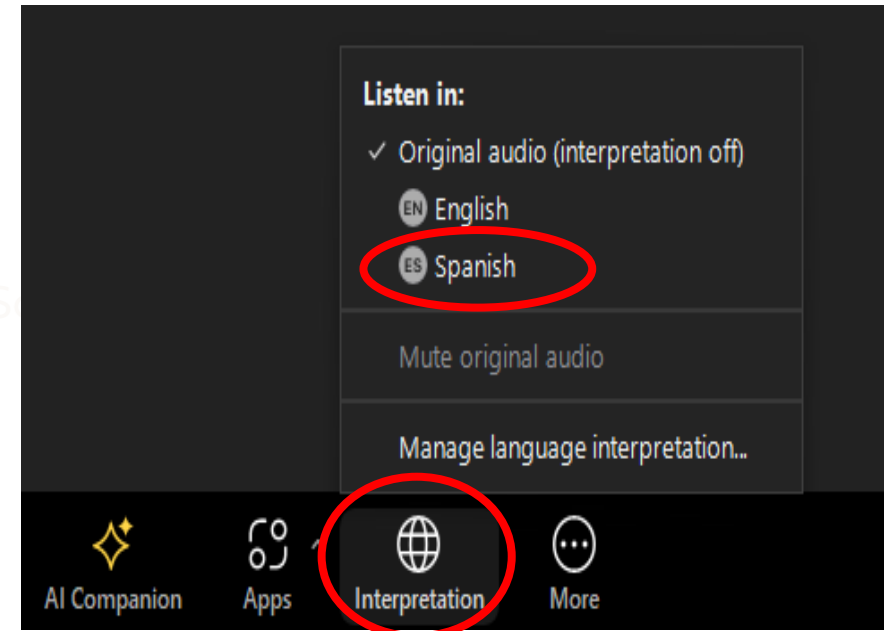 Listen in:
✓ Original audio (interpretation off)
EN English
ES Spanish
Mute original audio
Manage language interpretation...
AI Companion Apps Interpretation More